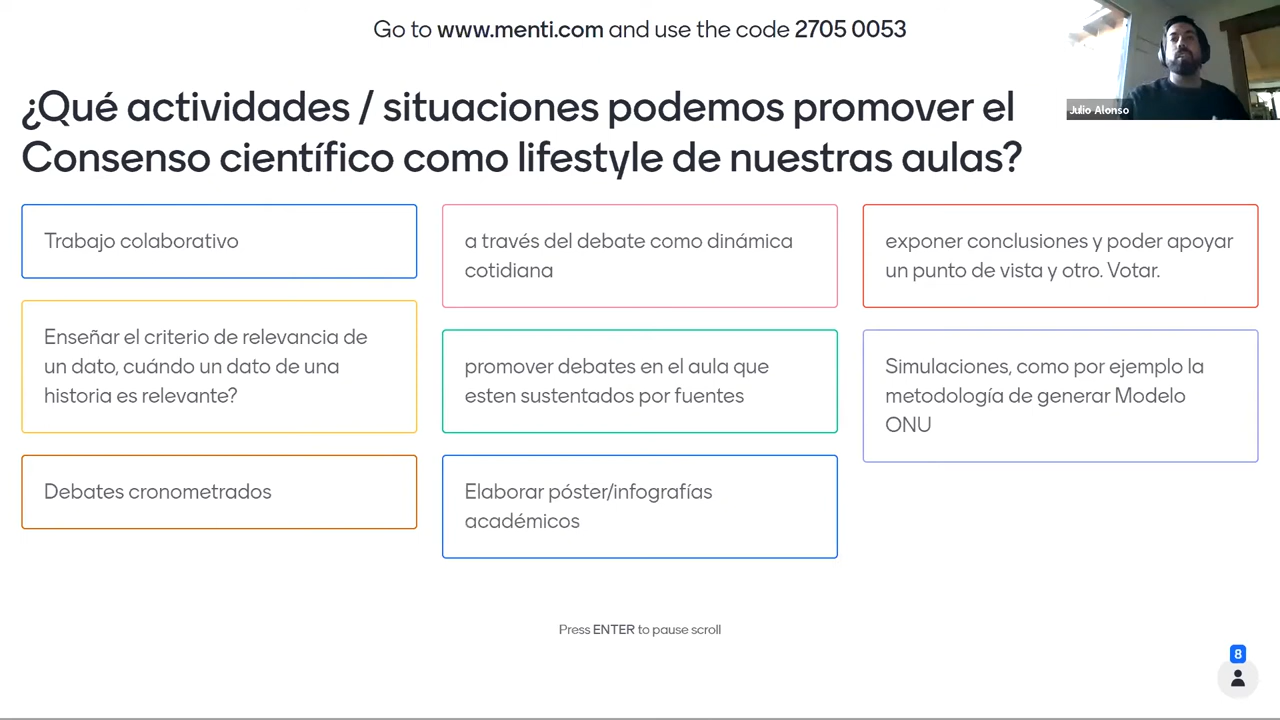 Go to www.menti.com and use the code 2705 0053
Julio Alonso
¿Qué actividades / situaciones podemos promover el
Consenso científico como lifestyle de nuestras aulas?
Trabajo colaborativo
Enseñar el criterio de relevancia de
un dato, cuándo un dato de una
historia es relevante?
Debates cronometrados
a través del debate como dinámica
cotidiana
promover debates en el aula que
esten sustentados por fuentes
Elaborar póster/infografías
académicos
exponer conclusiones y poder apoyar
un punto de vista y otro. Votar.
Simulaciones, como por ejemplo la
metodología de generar Modelo
ONU
Press ENTER to pause scroll
8